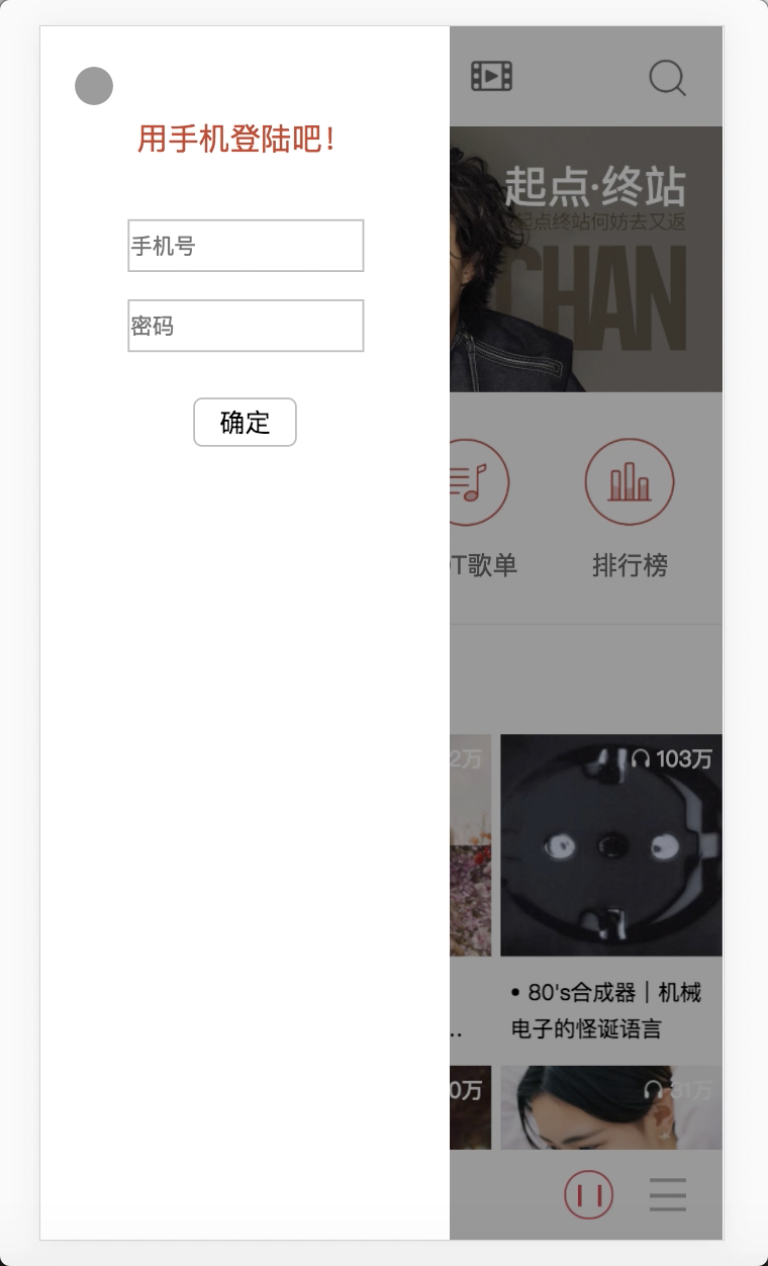 用手机登陆吧!
手机号
密码
确定
起点·终站
起点终站何妨去又返
CHAN
T歌单
排行榜
2万
103万
• 80's合成器｜机械
电子的怪诞语言
..
0万
31万